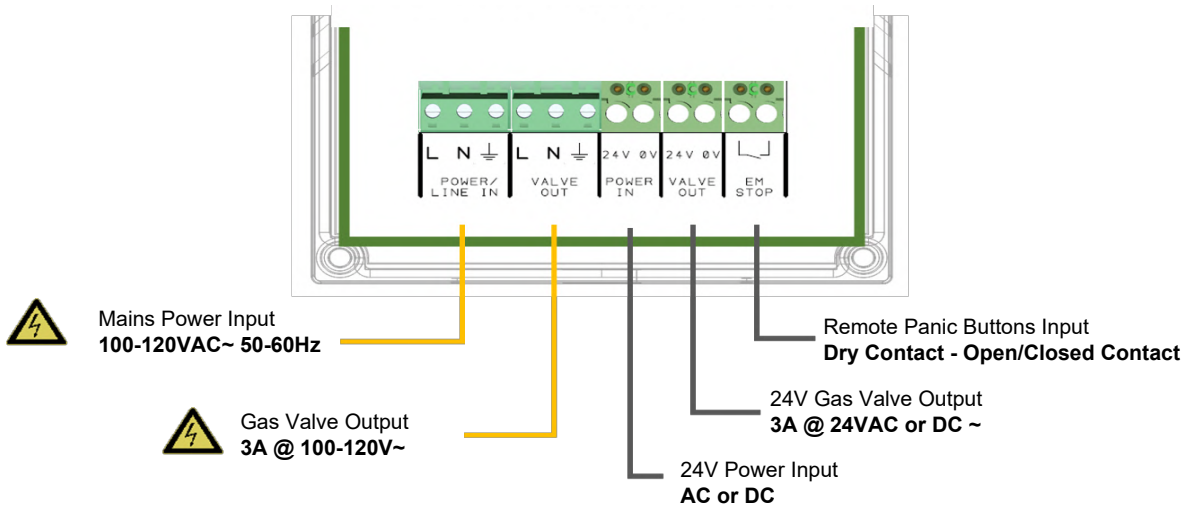 L N L N 24V 0V 24V 0V
POWER/ VALVE POWER VALVE EM
LINE IN OUT IN OUT STOP
Mains Power Input
100-120VAC~ 50-60Hz
Remote Panic Buttons Input
Dry Contact - Open/Closed Contact
24V Gas Valve Output
3A @ 24VAC or DC ~
Gas Valve Output
3A @ 100-120V~
24V Power Input
AC or DC